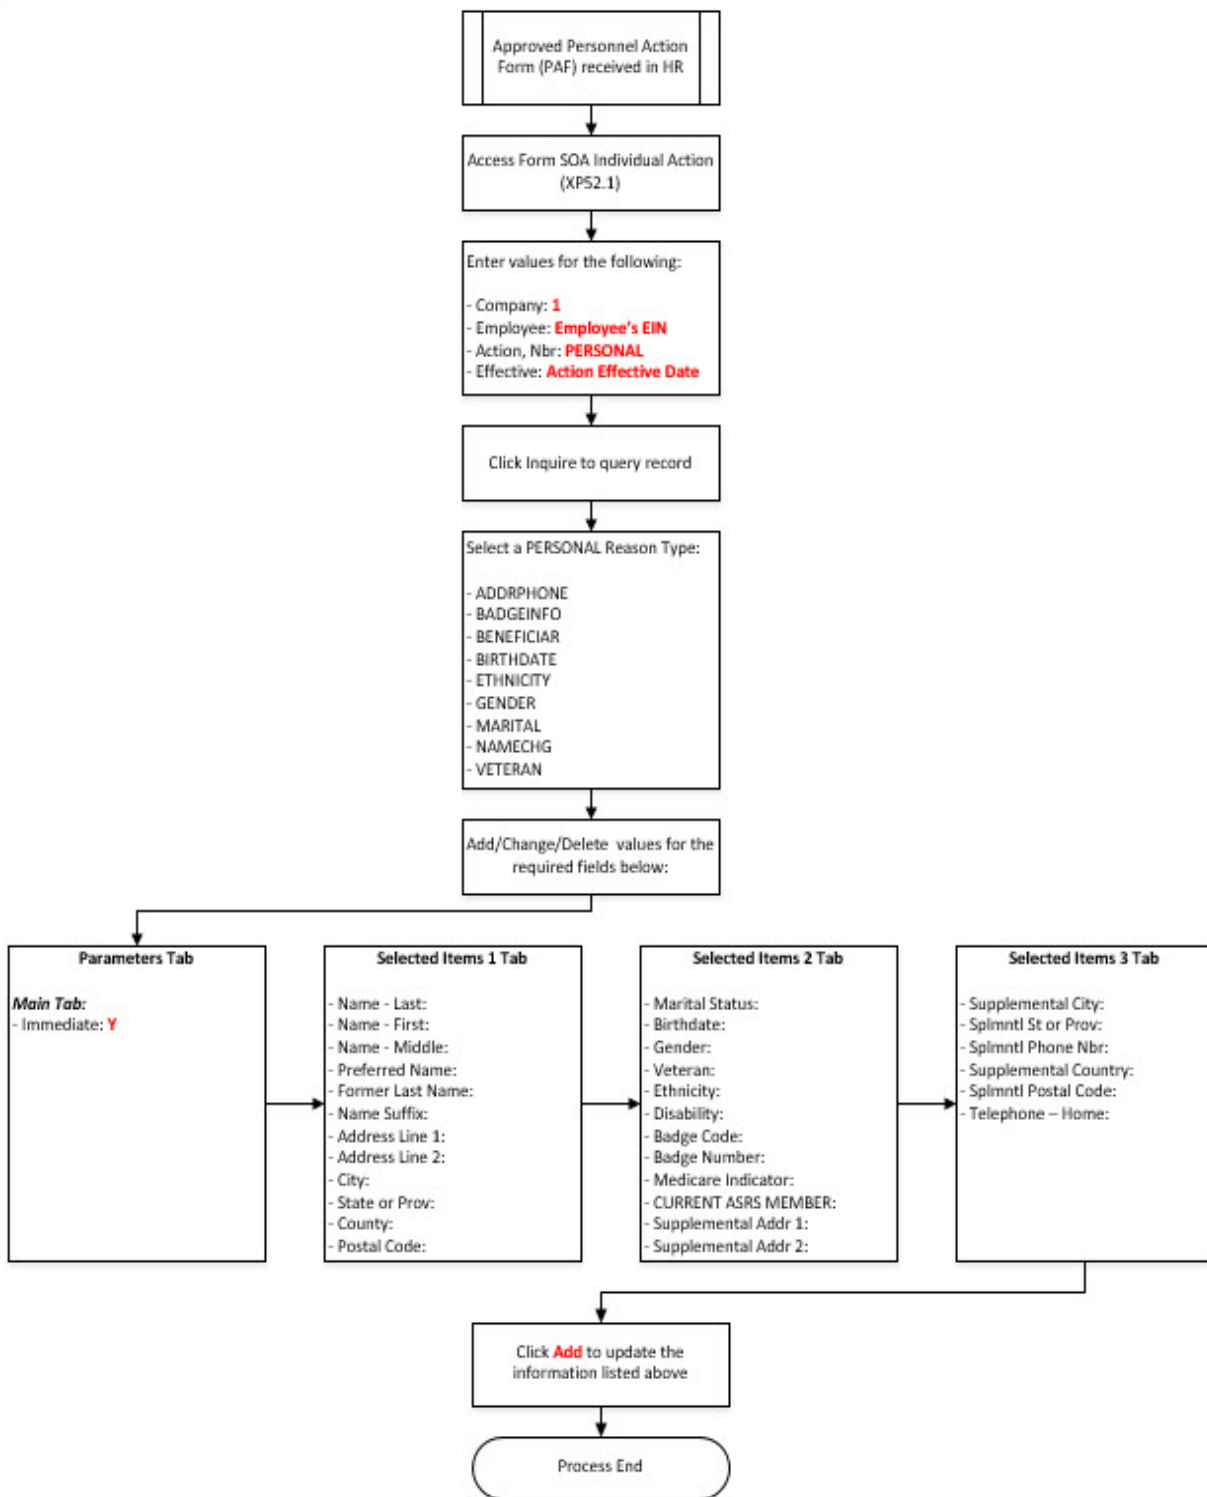 Approved Personnel Action
Form (PAF) received in HR
Access Form SOA Individual Action
(XP52.1)
Enter values for the following:
- Company: 1
- Employee: Employee's EIN
- Action, Nbr: PERSONAL
- Effective: Action Effective Date
Click Inquire to query record
Select a PERSONAL Reason Type:
- ADDRPHONE
- BADGEINFO
- BENEFICIAR
- BIRTHDATE
- ETHNICITY
- GENDER
- MARITAL
- NAMECHG
- VETERAN
Add/Change/Delete values for the
required fields below:
Parameters Tab
Main Tab:
- Immediate: Y
Selected Items 1 Tab
- Name - Last:
- Name - First:
- Name - Middle:
- Preferred Name:
- Former Last Name:
- Name Suffix:
- Address Line 1:
- Address Line 2:
- City:
- State or Prov:
- County:
- Postal Code:
Selected Items 2 Tab
- Marital Status:
- Birthdate:
- Gender:
- Veteran:
- Ethnicity:
- Disability:
- Badge Code:
- Badge Number:
- Medicare Indicator:
- CURRENT ASRS MEMBER:
- Supplemental Addr 1:
- Supplemental Addr 2:
Selected Items 3 Tab
- Supplemental City:
- Splmntl St or Prov:
- Splmntl Phone Nbr:
- Supplemental Country:
- Splmntl Postal Code:
- Telephone – Home:
Click Add to update the
information listed above
Process End